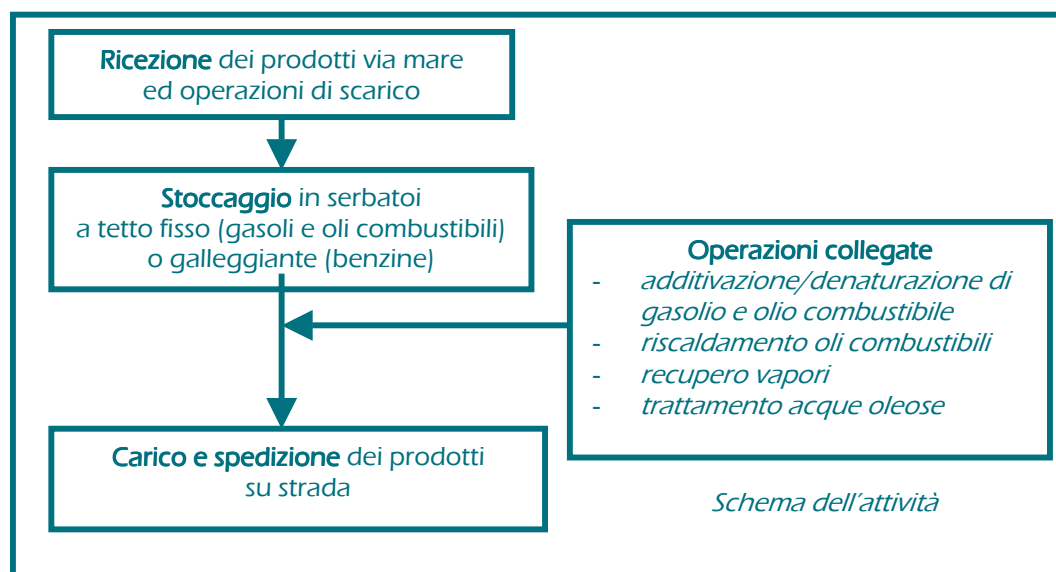 Ricezione dei prodotti via mare
ed operazioni di scarico
Stoccaggio in serbatoi
a tetto fisso (gasoli e oli combustibili)
o galleggiante (benzine)
Operazioni collegate
- additivazione/denaturazione di
gasolio e olio combustibile
- riscaldamento oli combustibili
- recupero vapori
- trattamento acque oleose
Carico e spedizione dei prodotti
su strada
Schema dell'attività